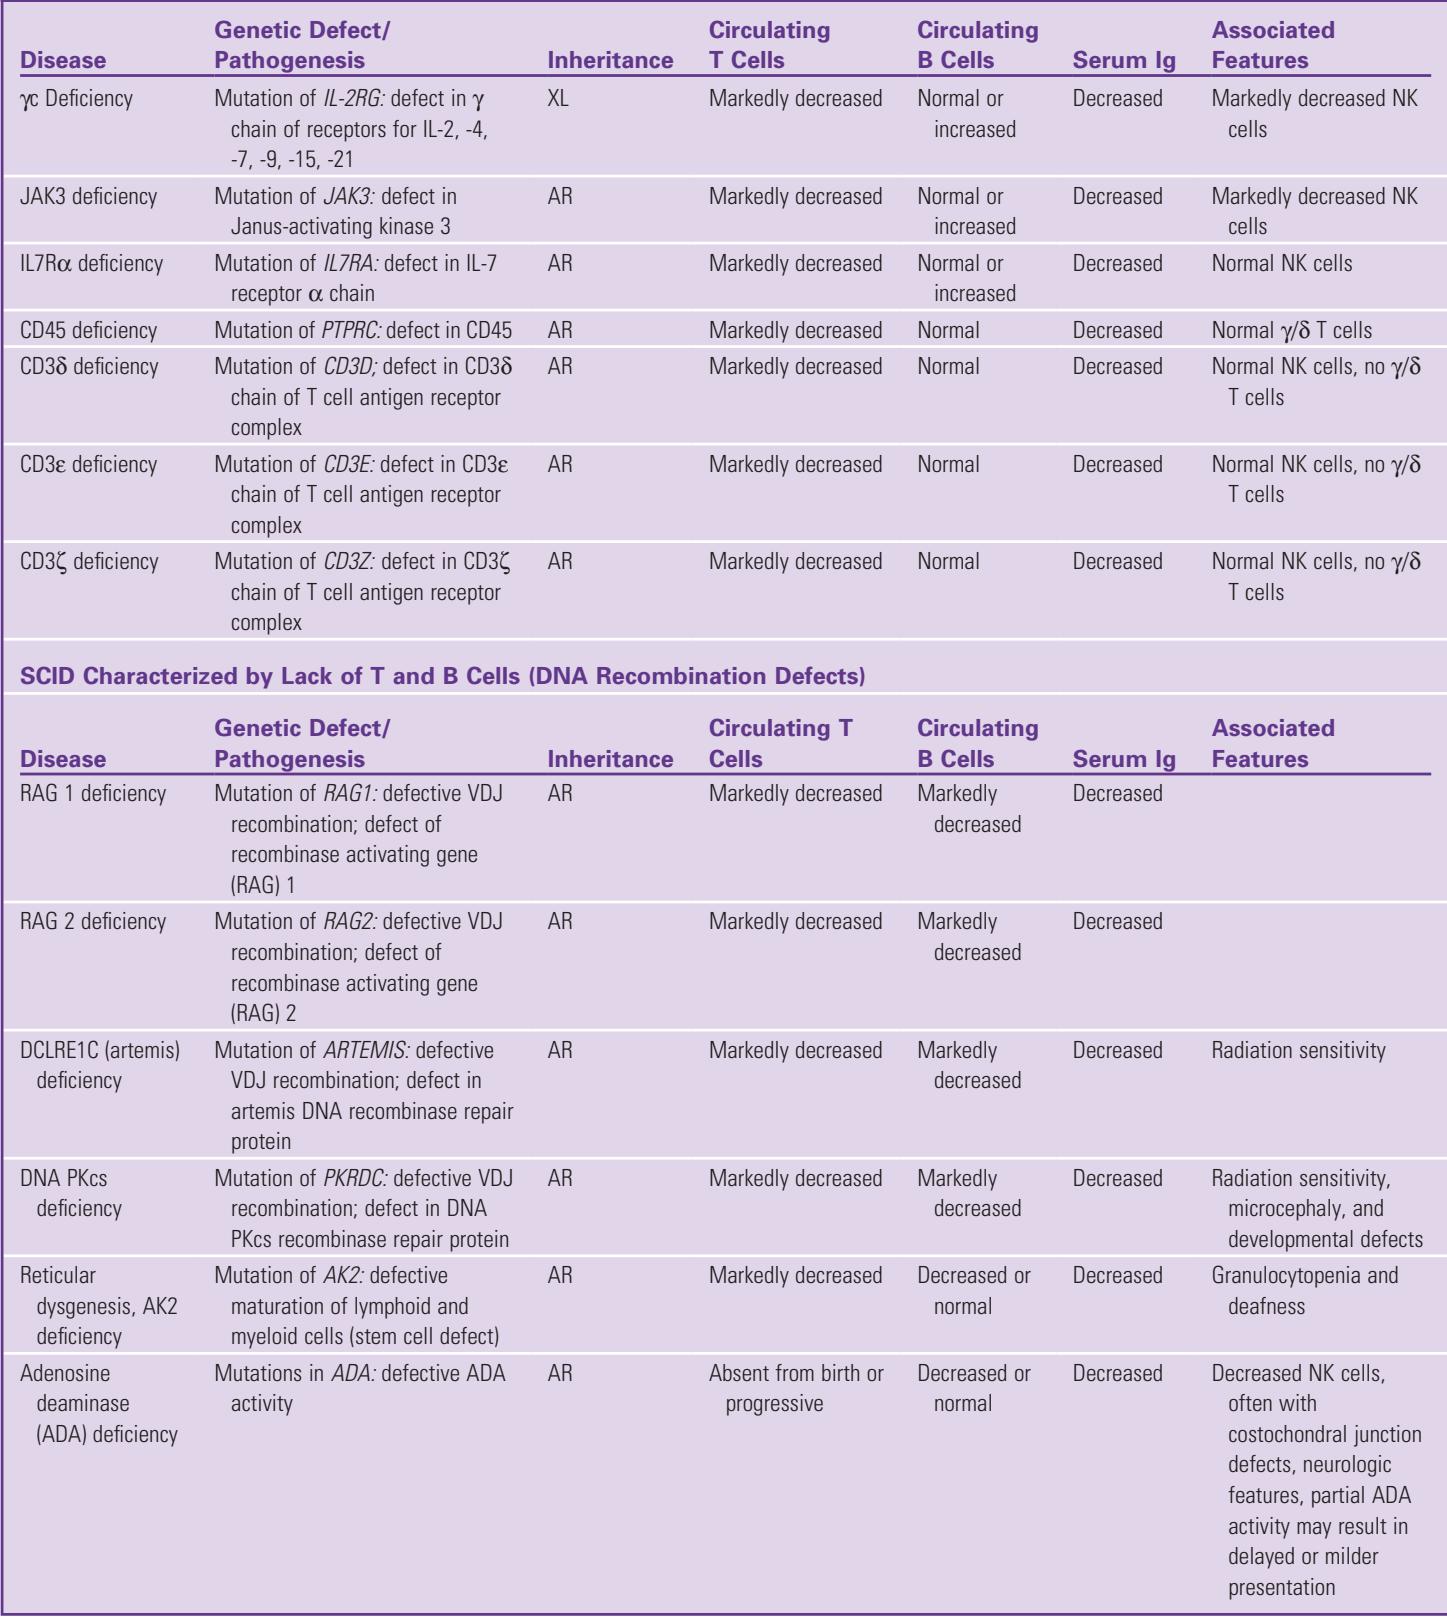 Disease
Genetic Defect/
Pathogenesis
Inheritance
Circulating
T Cells
Circulating
B Cells
Serum Ig
Associated
Features
γc Deficiency
Mutation of IL-2RG: defect in γ
chain of receptors for IL-2, -4,
-7, -9, -15, -21
XL
Markedly decreased
Normal or
increased
Decreased
Markedly decreased NK
cells
JAK3 deficiency
Mutation of JAK3: defect in
Janus-activating kinase 3
AR
Markedly decreased
Normal or
increased
Decreased
Markedly decreased NK
cells
IL7Rα deficiency
Mutation of IL7RA: defect in IL-7
receptor α chain
AR
Markedly decreased
Normal or
increased
Decreased
Normal NK cells
CD45 deficiency
Mutation of PTPRC: defect in CD45
AR
Markedly decreased
Normal
Decreased
Normal γ/δ T cells
CD3δ deficiency
Mutation of CD3D; defect in CD3δ
chain of T cell antigen receptor
complex
AR
Markedly decreased
Normal
Decreased
Normal NK cells, no γ/δ
T cells
CD3ε deficiency
Mutation of CD3E: defect in CD3ε
chain of T cell antigen receptor
complex
AR
Markedly decreased
Normal
Decreased
Normal NK cells, no γ/δ
T cells
CD3ζ deficiency
Mutation of CD3Z: defect in CD3ζ
chain of T cell antigen receptor
complex
AR
Markedly decreased
Normal
Decreased
Normal NK cells, no γ/δ
T cells
SCID Characterized by Lack of T and B Cells (DNA Recombination Defects)
Disease
Genetic Defect/
Pathogenesis
Inheritance
Circulating T
Cells
Circulating
B Cells
Serum Ig
Associated
Features
RAG 1 deficiency
Mutation of RAG1: defective VDJ
recombination; defect of
recombinase activating gene
(RAG) 1
AR
Markedly decreased
Markedly
decreased
Decreased
RAG 2 deficiency
Mutation of RAG2: defective VDJ
recombination; defect of
recombinase activating gene
(RAG) 2
AR
Markedly decreased
Markedly
decreased
Decreased
DCLRE1C (artemis)
deficiency
Mutation of ARTEMIS: defective
VDJ recombination; defect in
artemis DNA recombinase repair
protein
AR
Markedly decreased
Markedly
decreased
Decreased
Radiation sensitivity
DNA PKcs
deficiency
Mutation of PKRDC: defective VDJ
recombination; defect in DNA
PKcs recombinase repair protein
AR
Markedly decreased
Markedly
decreased
Decreased
Radiation sensitivity,
microcephaly, and
developmental defects
Reticular
dysgenesis, AK2
deficiency
Mutation of AK2: defective
maturation of lymphoid and
myeloid cells (stem cell defect)
AR
Markedly decreased
Decreased or
normal
Decreased
Granulocytopenia and
deafness
Adenosine
deaminase
(ADA) deficiency
Mutations in ADA: defective ADA
activity
AR
Absent from birth or
progressive
Decreased or
normal
Decreased
Decreased NK cells,
often with
costochondral junction
defects, neurologic
features, partial ADA
activity may result in
delayed or milder
presentation